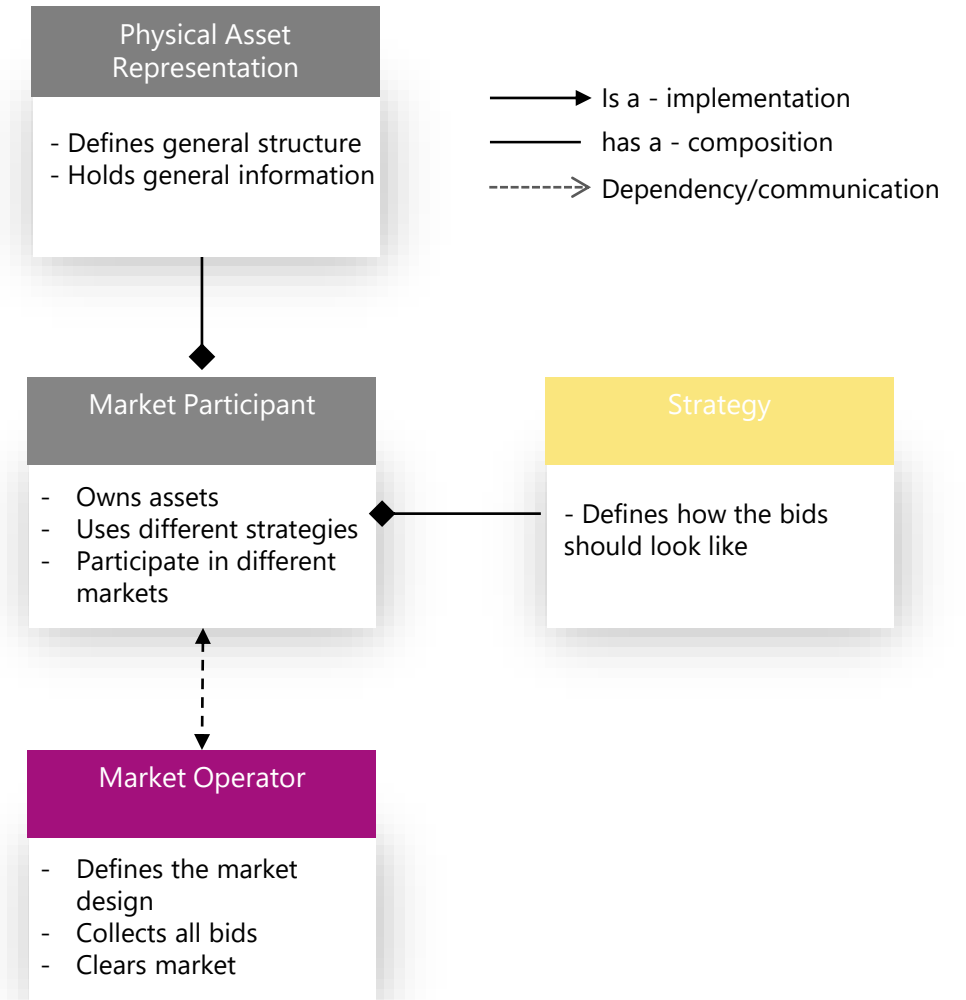 Physical Asset
Representation
- Defines general structure
- Holds general information
Is a - implementation
has a - composition
Dependency/communication
Market Participant
- Owns assets
- Uses different strategies
- Participate in different
markets
Strategy
- Defines how the bids
should look like
Market Operator
- Defines the market
design
- Collects all bids
- Clears market